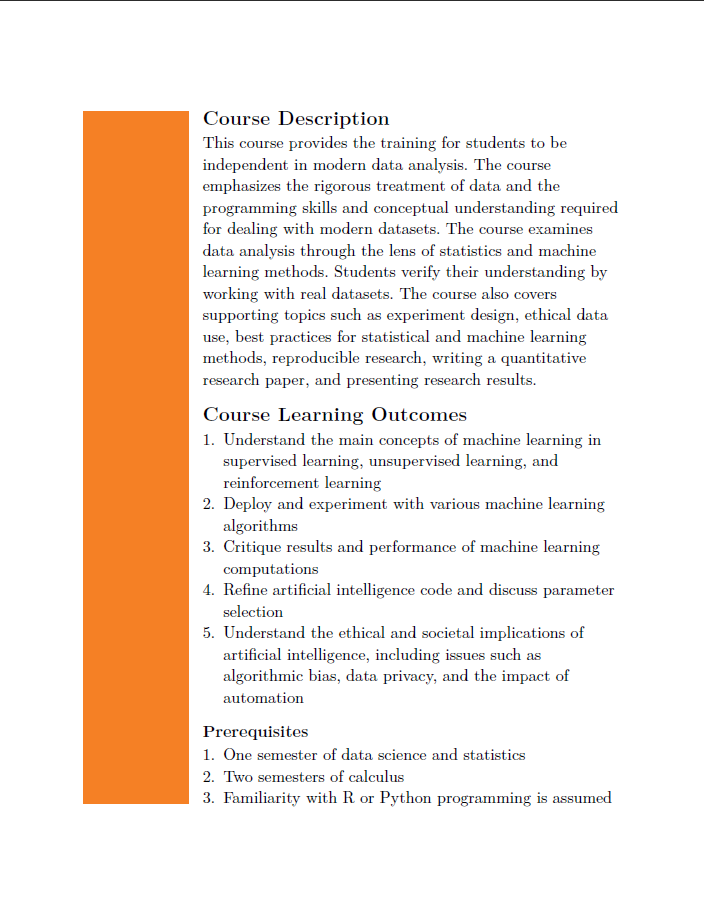 Course Description
This course provides the training for students to be
independent in modern data analysis. The course
emphasizes the rigorous treatment of data and the
programming skills and conceptual understanding required
for dealing with modern datasets. The course examines
data analysis through the lens of statistics and machine
learning methods. Students verify their understanding by
working with real datasets. The course also covers
supporting topics such as experiment design, ethical data
use, best practices for statistical and machine learning
methods, reproducible research, writing a quantitative
research paper, and presenting research results.
Course Learning Outcomes
1. Understand the main concepts of machine learning in
supervised learning, unsupervised learning, and
reinforcement learning
2. Deploy and experiment with various machine learning
algorithms
3. Critique results and performance of machine learning
computations
4. Refine artificial intelligence code and discuss parameter
selection
5. Understand the ethical and societal implications of
artificial intelligence, including issues such as
algorithmic bias, data privacy, and the impact of
automation
Prerequisites
1. One semester of data science and statistics
2. Two semesters of calculus
3. Familiarity with R or Python programming is assumed